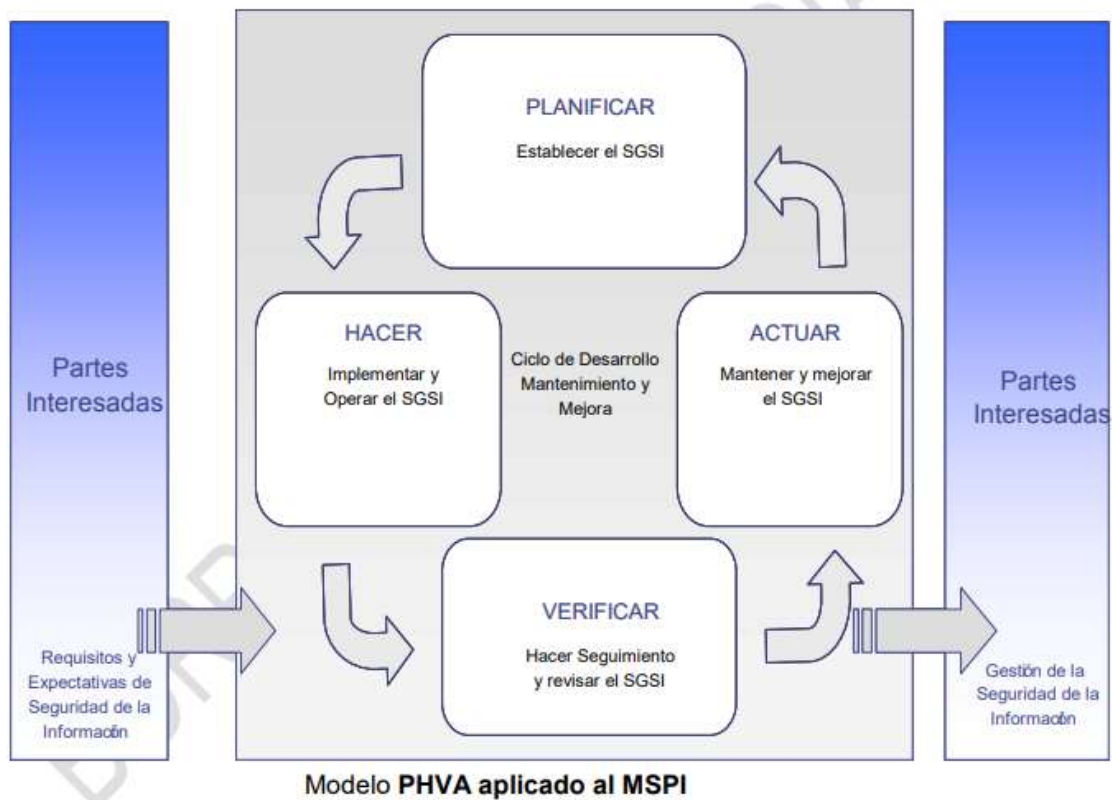 PLANIFICAR
Establecer el SGSI
HACER
Implementar y
Operar el SGSI
Ciclo de Desarrollo
Mantenimiento y
Mejora
ACTUAR
Mantener y mejorar
el SGSI
Partes
Interesadas
Partes
Interesadas
VERIFICAR
Hacer Seguimiento
y revisar el SGSI
Requisitos y
Expectativas de
Seguridad de la
Información
Gestión de la
Seguridad de la
Información
Modelo PHVA aplicado al MSPI